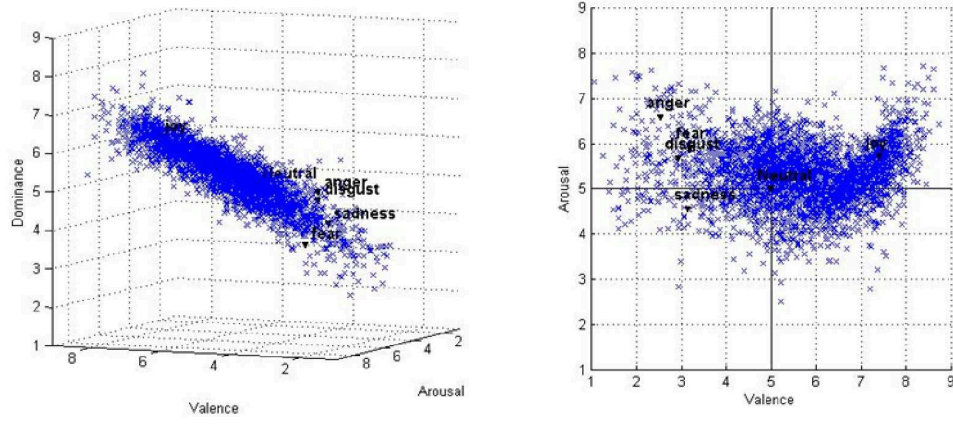 9
8
7
6
5
4
3
2
1
Dominance
joy
Neutral
anger
disgust
sadness
fear
8
6
4
2
8
6
4
2
Valence
Arousal
9
8
7
6
5
4
3
2
1
Arousal
anger
fear
disgust
joy
Neutral
sadness
1
2
3
4
5
6
7
8
9
Valence